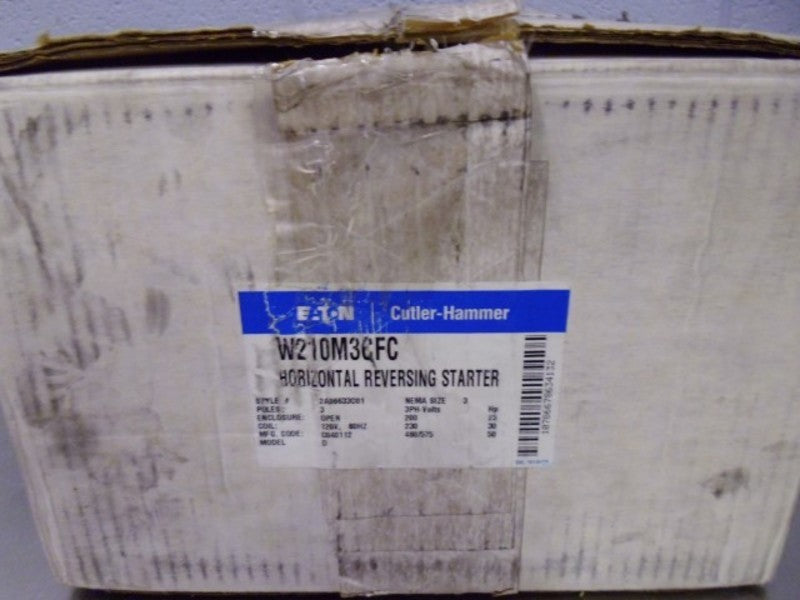 EATON | Cutler-Hammer
W210M3CFC
HORIZONTAL REVERSING STARTER
STYLE # 2A96633G01 NEMA SIZE 3
POLES: 3 3PH-Volts Hp
ENCLOSURE: OPEN 200 25
COIL: 120V, 60HZ 230 30
MFG. CODE: 460/575 50
MODEL D